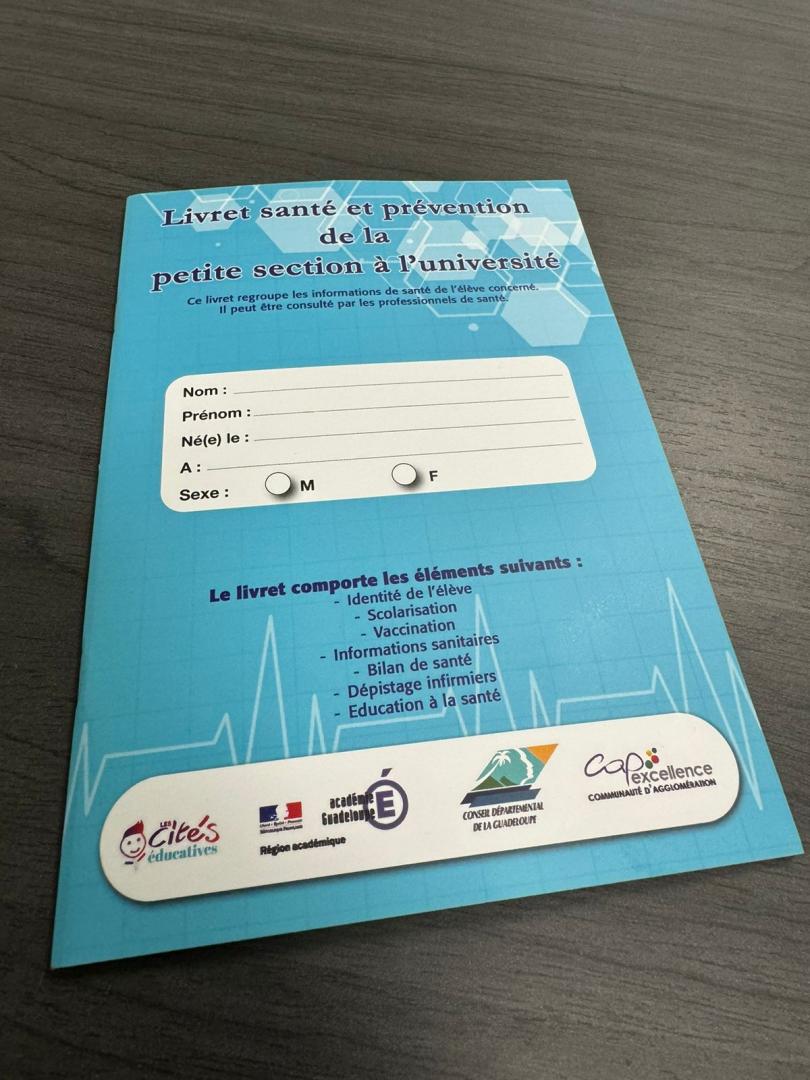 Livret santé et prévention
de la
petite section à l'université
Ce livret regroupe les informations de santé de l'élève concerné.
Il peut être consulté par les professionnels de santé.
Nom :
Prénom :
Né(e) le :
A :
Sexe : M F
Le livret comporte les éléments suivants :
- Identité de l'élève
- Scolarisation
- Vaccination
- Informations sanitaires
- Bilan de santé
- Dépistage infirmiers
- Education à la santé
LES
cités
éducatives
académie
Guadeloupe
É
Région académique
CONSEIL DÉPARTEMENTAL
DE LA GUADELOUPE
cap
excellence
COMMUNAUTÉ D'AGGLOMÉRATION